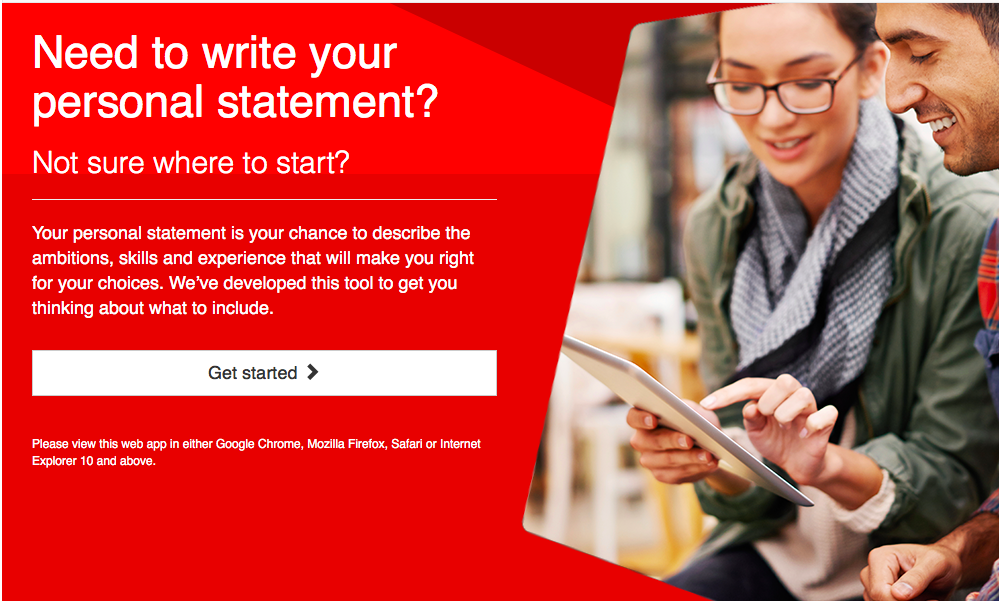 Need to write your
personal statement?
Not sure where to start?
Your personal statement is your chance to describe the
ambitions, skills and experience that will make you right
for your choices. We’ve developed this tool to get you
thinking about what to include.
Get started
Please view this web app in either Google Chrome, Mozilla Firefox, Safari or Internet
Explorer 10 and above.